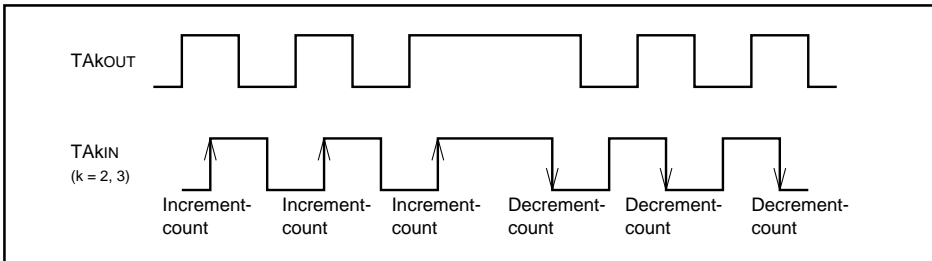 TAkOUT
TAkIN
(k = 2, 3)
Increment-
count
Increment-
count
Increment-
count
Decrement-
count
Decrement-
count
Decrement-
count